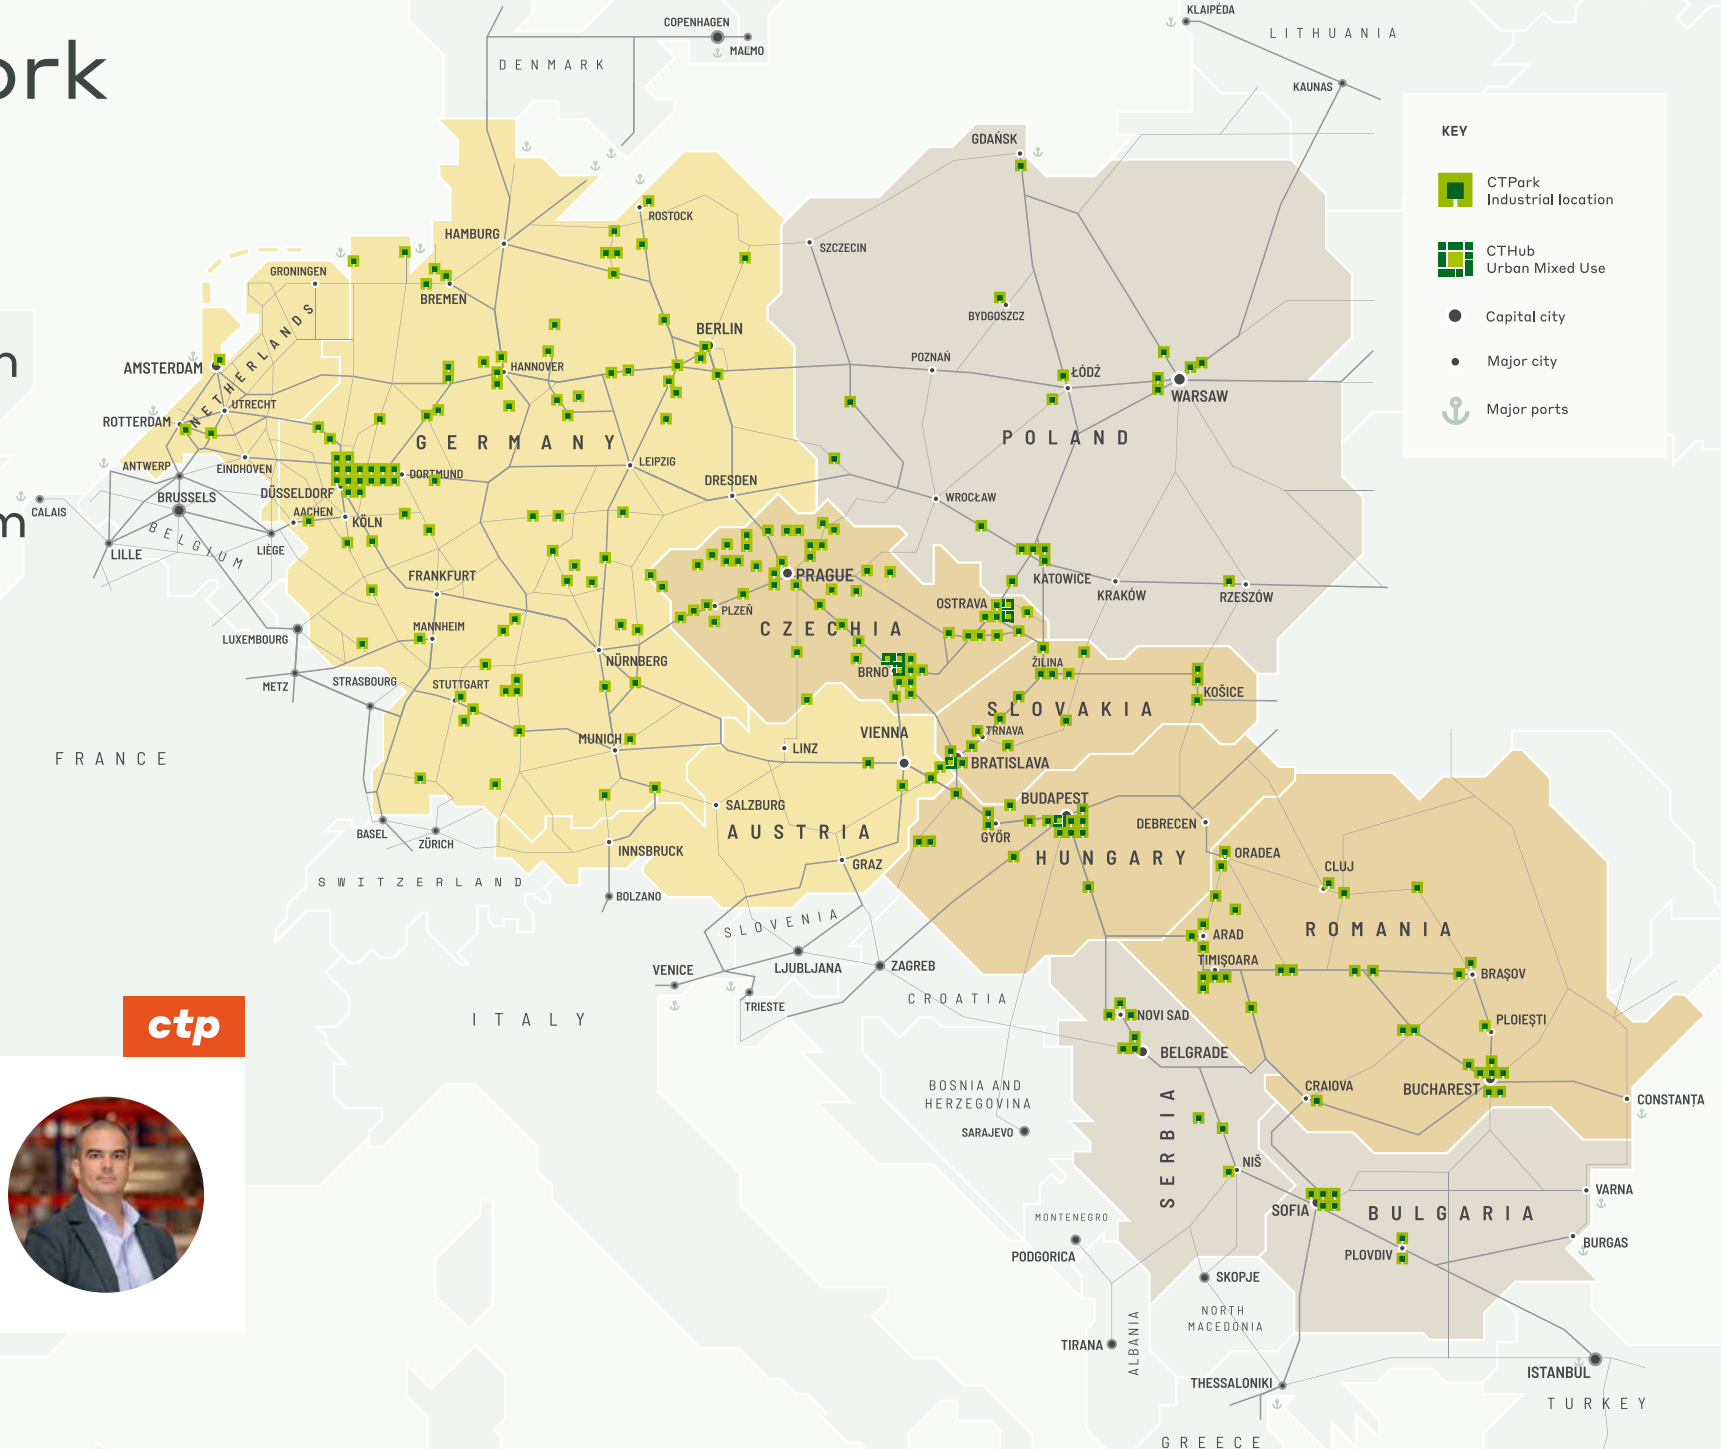 ork
n
m
KEY
CTPark
Industrial location
CTHub
Urban Mixed Use
Capital city
Major city
Major ports
COPENHAGEN
MALMO
DENMARK
KLAIPÉDA
LITHUANIA
KAUNAS
GDAŃSK
ROSTOCK
HAMBURG
SZCZECIN
GRONINGEN
BREMEN
BYDGOSZCZ
BERLIN
AMSTERDAM
NETHERLANDS
HANNOVER
POZNAŃ
ŁÓDŹ
WARSAW
UTRECHT
ROTTERDAM
GERMANY
POLAND
ANTWERP
EINDHOVEN
DORTMUND
LEIPZIG
DRESDEN
BRUSSELS
DÜSSELDORF
WROCŁAW
CALAIS
AACHEN
KÖLN
BELGIUM
LIÈGE
LILLE
FRANKFURT
PRAGUE
KATOWICE
KRAKÓW
RZESZÓW
OSTRAVA
PLZEŇ
CZECHIA
LUXEMBOURG
MANNHEIM
NÜRNBERG
BRNO
ŽILINA
KOŠICE
METZ
STRASBOURG
STUTTGART
SLOVAKIA
FRANCE
MUNICH
LINZ
VIENNA
TRNAVA
BRATISLAVA
SALZBURG
BUDAPEST
BASEL
ZÜRICH
AUSTRIA
GYŐR
DEBRECEN
INNSBRUCK
GRAZ
HUNGARY
ORADEA
CLUJ
SWITZERLAND
BOLZANO
SLOVENIA
ROMANIA
ARAD
VENICE
LJUBLJANA
ZAGREB
TIMIȘOARA
BRAȘOV
TRIESTE
CROATIA
ITALY
NOVI SAD
PLOIEȘTI
BELGRADE
BOSNIA AND
HERZEGOVINA
CRAIOVA
BUCHAREST
CONSTANȚA
SARAJEVO
SERBIA
NIŠ
VARNA
SOFIA
BULGARIA
MONTENEGRO
PODGORICA
PLOVDIV
BURGAS
SKOPJE
NORTH
MACEDONIA
TIRANA
ALBANIA
ISTANBUL
THESSALONIKI
TURKEY
GREECE
ctp